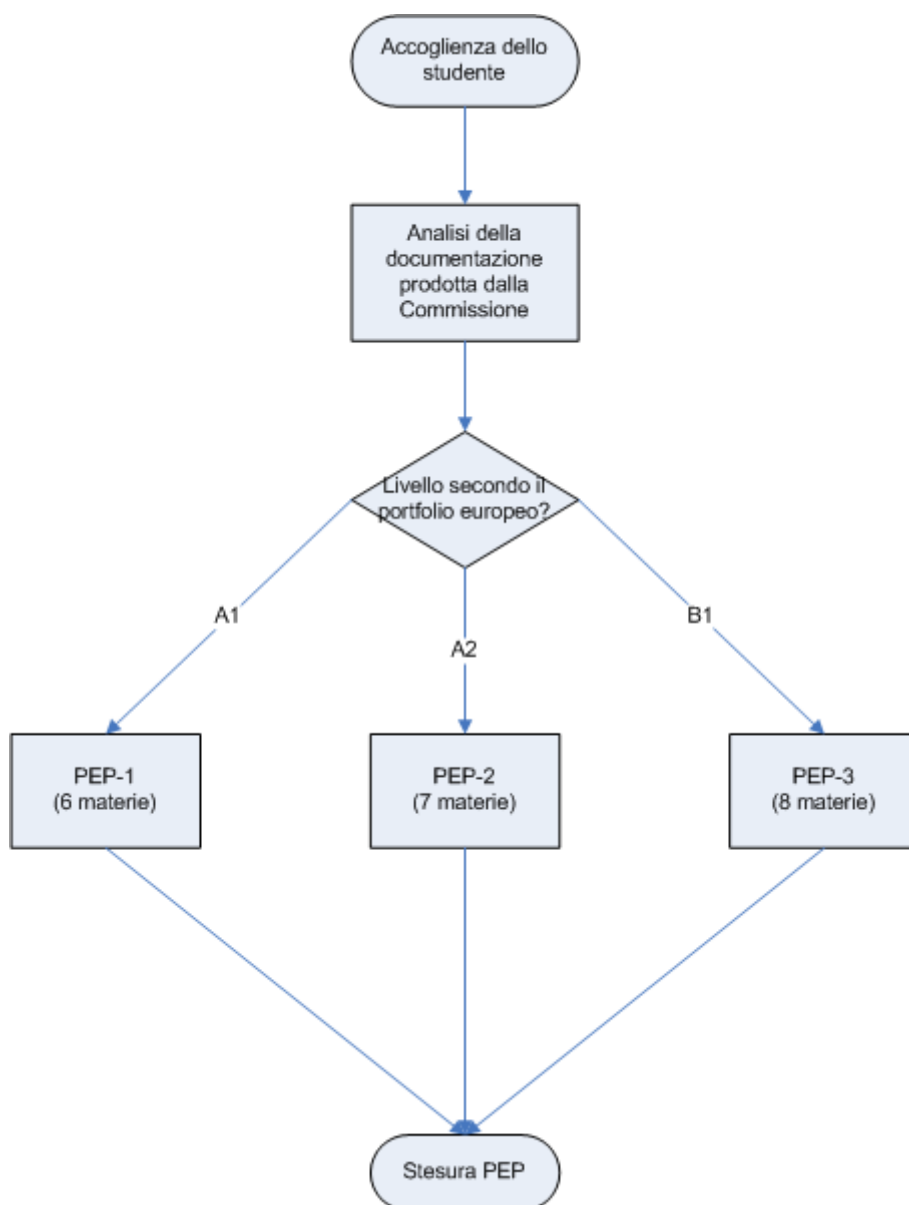 Accoglienza dello
studente
Analisi della
documentazione
prodotta dalla
Commissione
Livello secondo il
portfolio europeo?
A1
A2
B1
PEP-1
(6 materie)
PEP-2
(7 materie)
PEP-3
(8 materie)
Stesura PEP